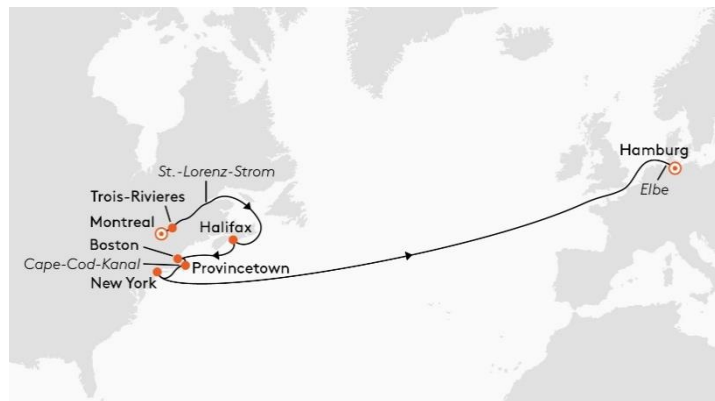 Hamburg
Elbe
St.-Lorenz-Strom
Trois-Rivieres
Montreal
Halifax
Boston
Cape-Cod-Kanal
Provincetown
New York